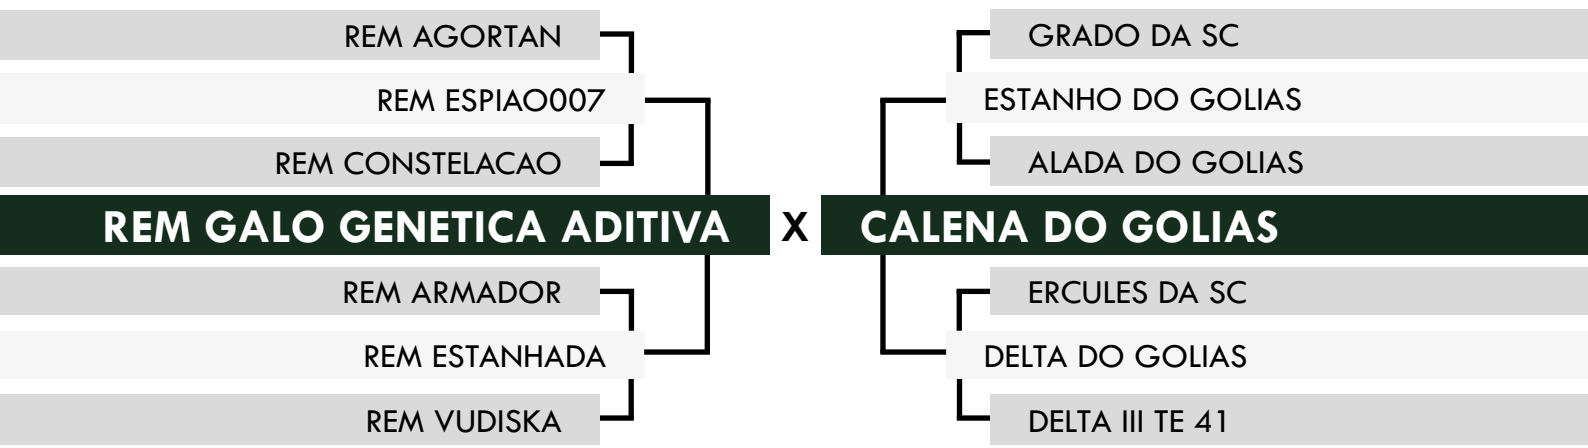 REM AGORTAN
GRADO DA SC
REM ESPIAO007
ESTANHO DO GOLIAS
REM CONSTELACAO
ALADA DO GOLIAS
REM GALO GENETICA ADITIVA X CALENA DO GOLIAS
REM ARMADOR
ERCULES DA SC
REM ESTANHADA
DELTA DO GOLIAS
REM VUDISKA
DELTA III TE 41